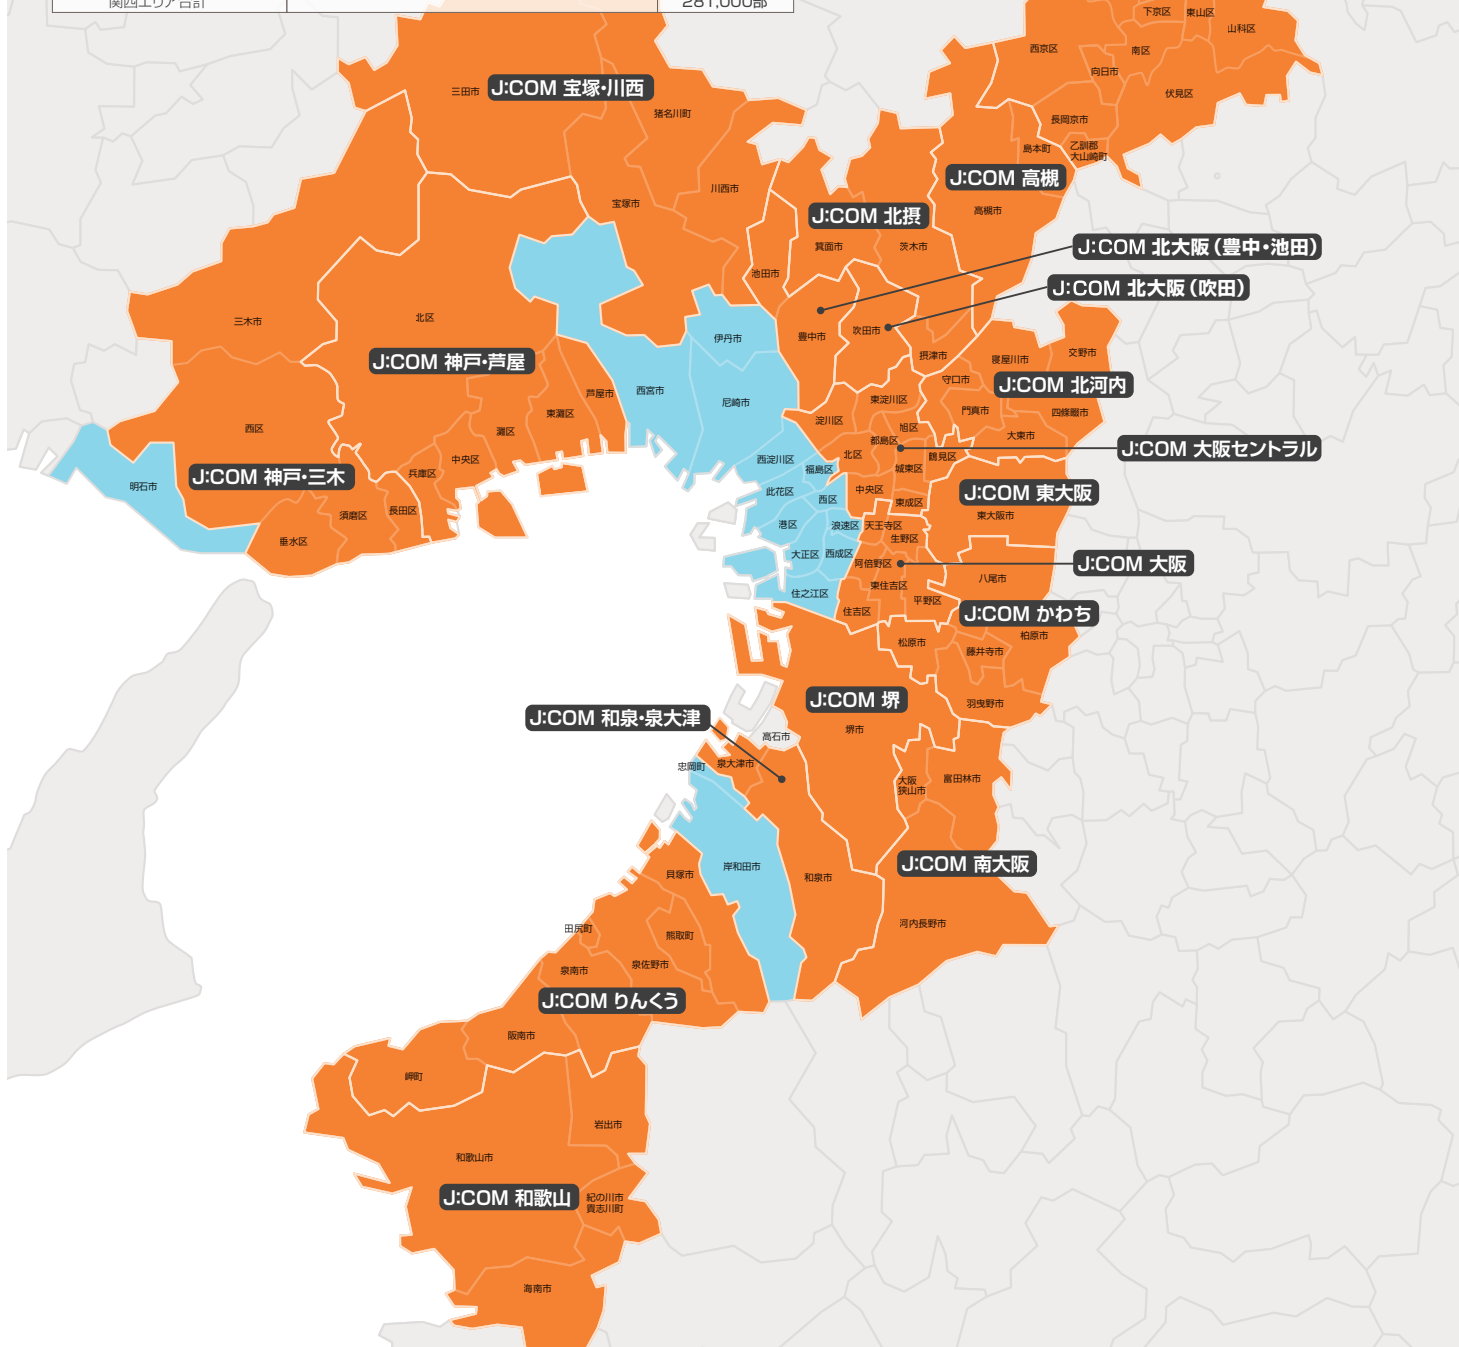 関西エリア合計 281,000部
下京区 東山区
山科区
西京区
南区
向日市
伏見区
三田市
J:COM 宝塚・川西
猪名川町
長岡京市
島本町
乙訓郡
大山崎町
J:COM 高槻
川西市
宝塚市
高槻市
J:COM 北摂
箕面市
茨木市
J:COM 北大阪（豊中・池田）
池田市
J:COM 北大阪（吹田）
三木市
北区
豊中市
吹田市
伊丹市
摂津市
寝屋川市
交野市
J:COM 神戸・芦屋
守口市
J:COM 北河内
芦屋市
西宮市
尼崎市
東淀川区
門真市
四條畷市
東灘区
淀川区
西区
灘区
旭区
大東市
都島区
J:COM 大阪セントラル
中央区
兵庫区
西淀川区
福島区
北区
城東区
鶴見区
J:COM 神戸・三木
明石市
此花区
西区
中央区
東成区
J:COM 東大阪
須磨区
長田区
港区
浪速区
天王寺区
東大阪市
垂水区
生野区
大正区
西成区
阿倍野区
J:COM 大阪
東住吉区
八尾市
住之江区
平野区
住吉区
J:COM かわち
松原市
藤井寺市
柏原市
J:COM 堺
羽曳野市
J:COM 和泉・泉大津
堺市
高石市
忠岡町
泉大津市
大阪
狭山市
富田林市
岸和田市
貝塚市
和泉市
J:COM 南大阪
田尻町
熊取町
河内長野市
泉南市
泉佐野市
J:COM りんくう
阪南市
岬町
岩出市
和歌山市
J:COM 和歌山
紀の川市
貴志川町
海南市